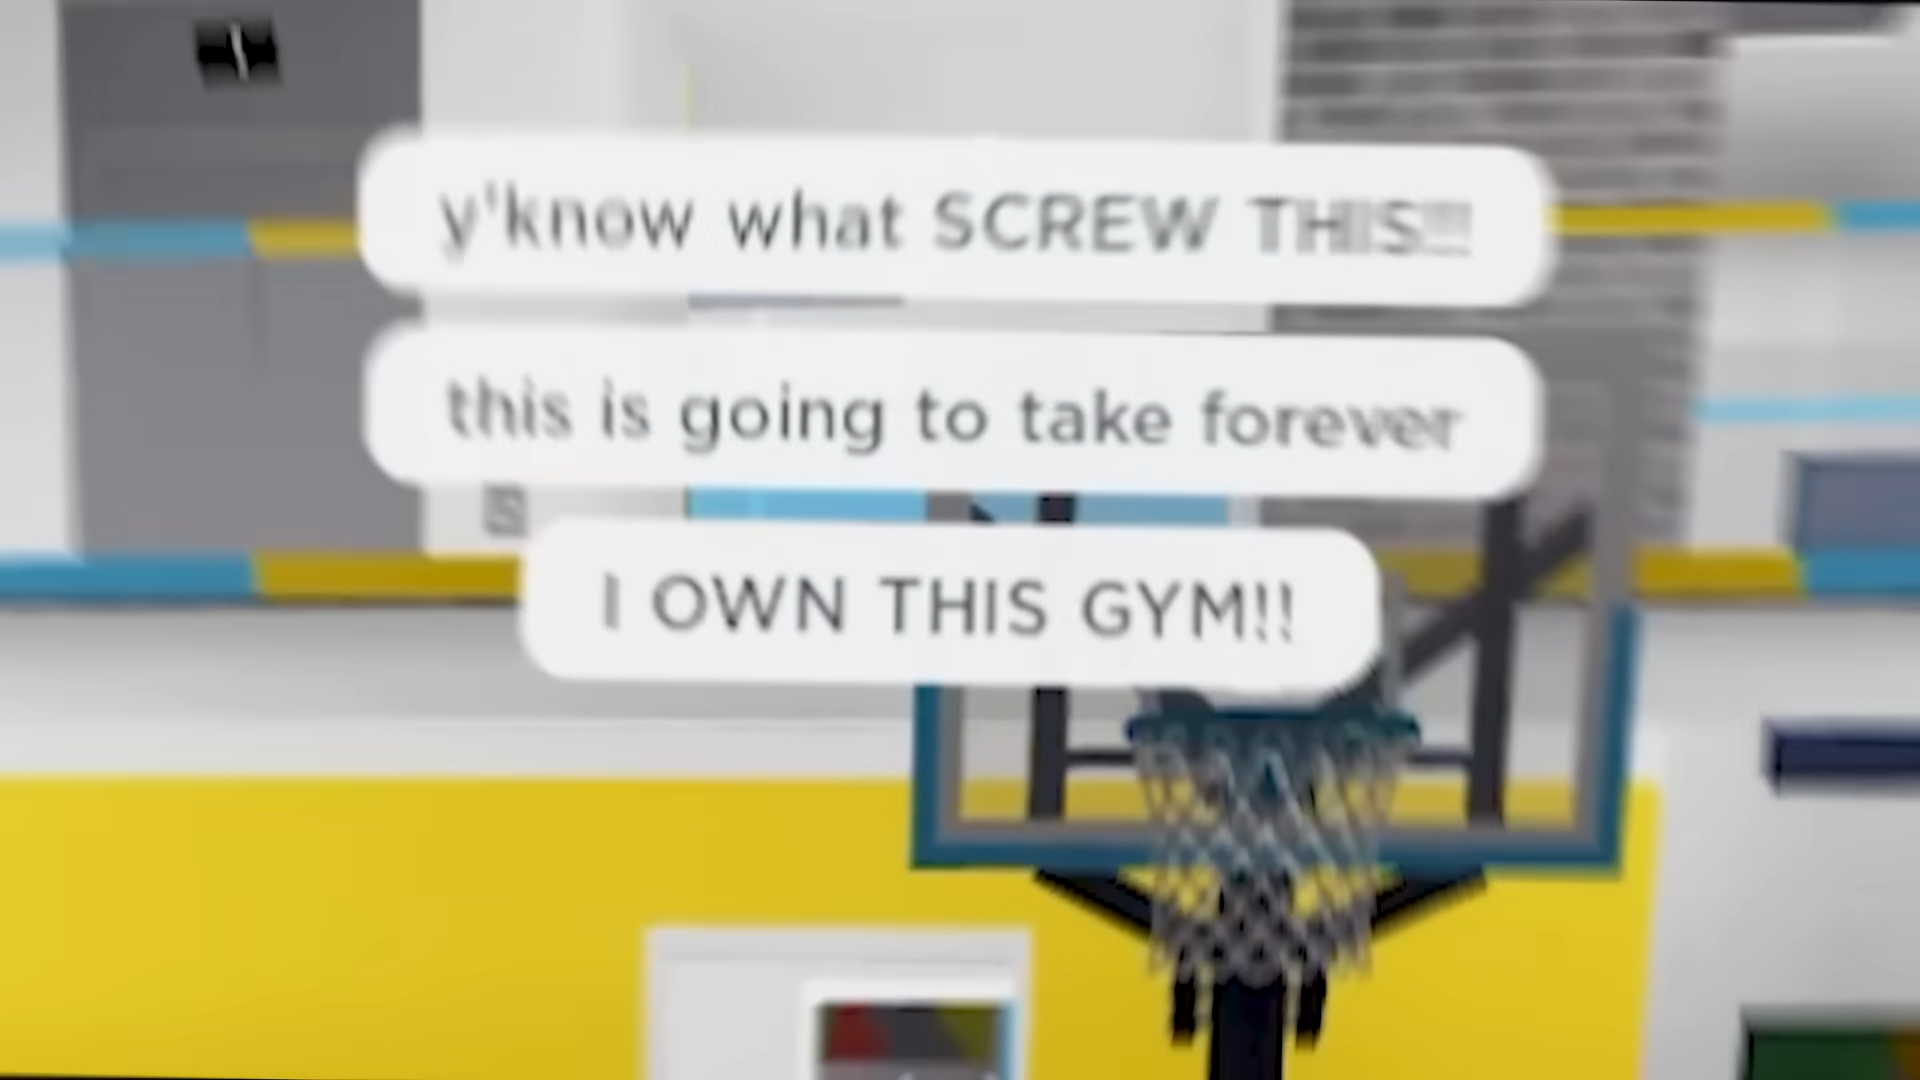 y'know what SCREW THIS!!!
this is going to take forever
I OWN THIS GYM!!